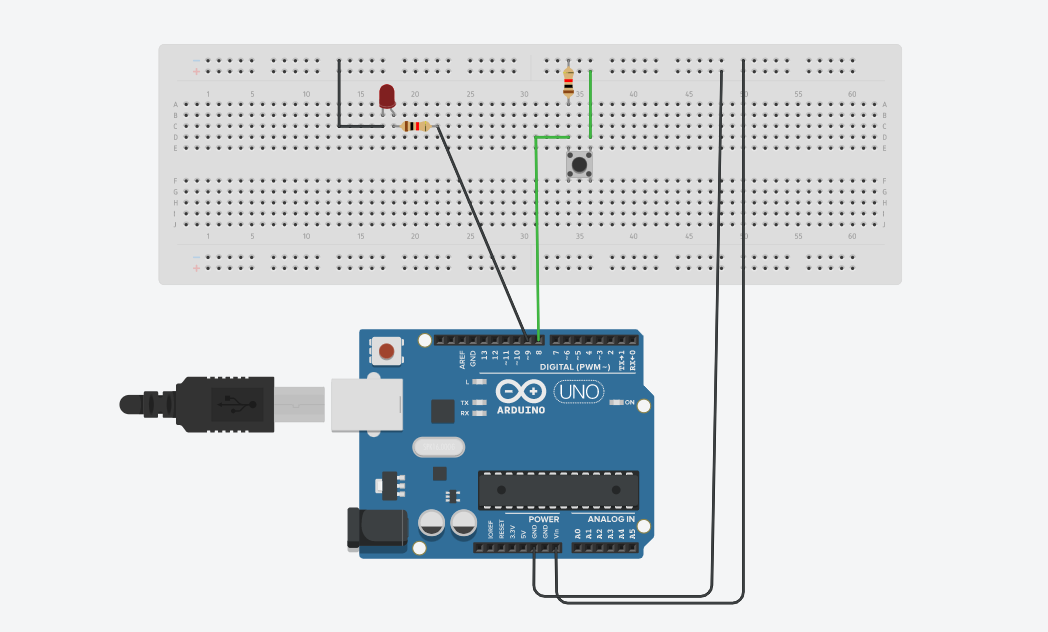 - -
+ +
1 5 10 15 20 25 30 35 40 45 50 55 60
A A
B B
C C
D D
E E
F F
G G
H H
I I
J J
1 5 10 15 20 25 30 35 40 45 50 55 60
-
+
AREF
GND
13
12
~11
~10
~9
8
7
~6
~5
4
~3
2
TX→1
RX←0
DIGITAL (PWM ~)
L
TX
RX
ARDUINO
UNO
ON
POWER
ANALOG IN
IOREF
RESET
3.3V
5V
GND
GND
Vin
A0
A1
A2
A3
A4
A5